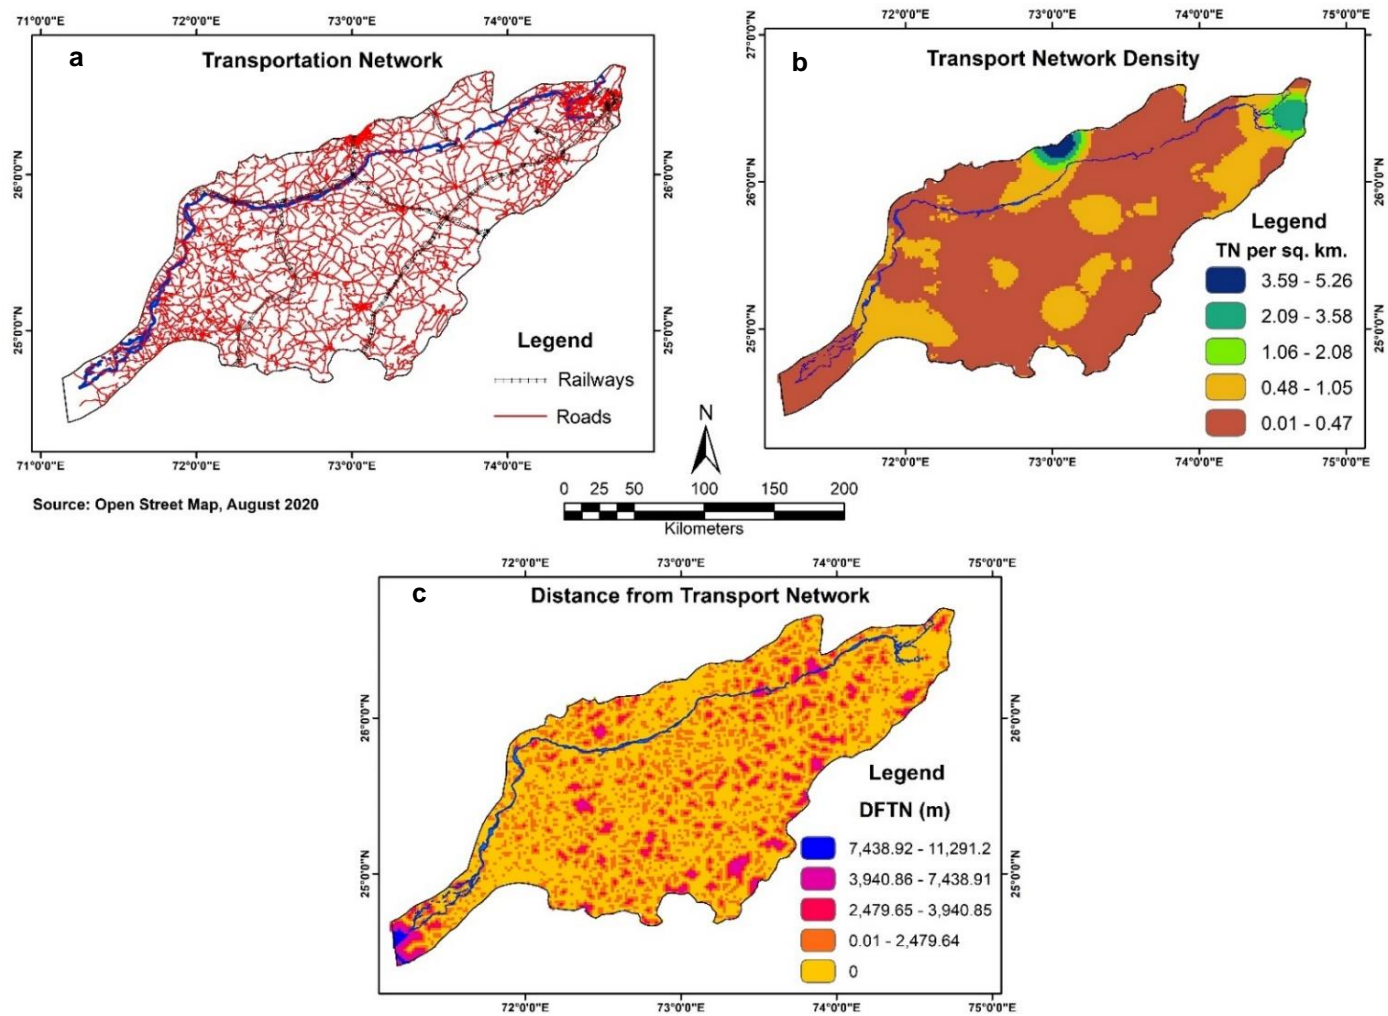 71°0'0"E 72°0'0"E 73°0'0"E 74°0'0"E
a
Transportation Network
26°0'0"N
25°0'0"N
26°0'0"N
25°0'0"N
Legend
Railways
Roads
71°0'0"E 72°0'0"E 73°0'0"E 74°0'0"E
Source: Open Street Map, August 2020
72°0'0"E 73°0'0"E 74°0'0"E 75°0'0"E
b
Transport Network Density
27°0'0"N
26°0'0"N
25°0'0"N
27°0'0"N
26°0'0"N
25°0'0"N
Legend
TN per sq. km.
3.59 - 5.26
2.09 - 3.58
1.06 - 2.08
0.48 - 1.05
0.01 - 0.47
72°0'0"E 73°0'0"E 74°0'0"E 75°0'0"E
N
0 25 50 100 150 200
Kilometers
72°0'0"E 73°0'0"E 74°0'0"E 75°0'0"E
c
Distance from Transport Network
26°0'0"N
25°0'0"N
26°0'0"N
25°0'0"N
Legend
DFTN (m)
7,438.92 - 11,291.2
3,940.86 - 7,438.91
2,479.65 - 3,940.85
0.01 - 2,479.64
0
72°0'0"E 73°0'0"E 74°0'0"E 75°0'0"E